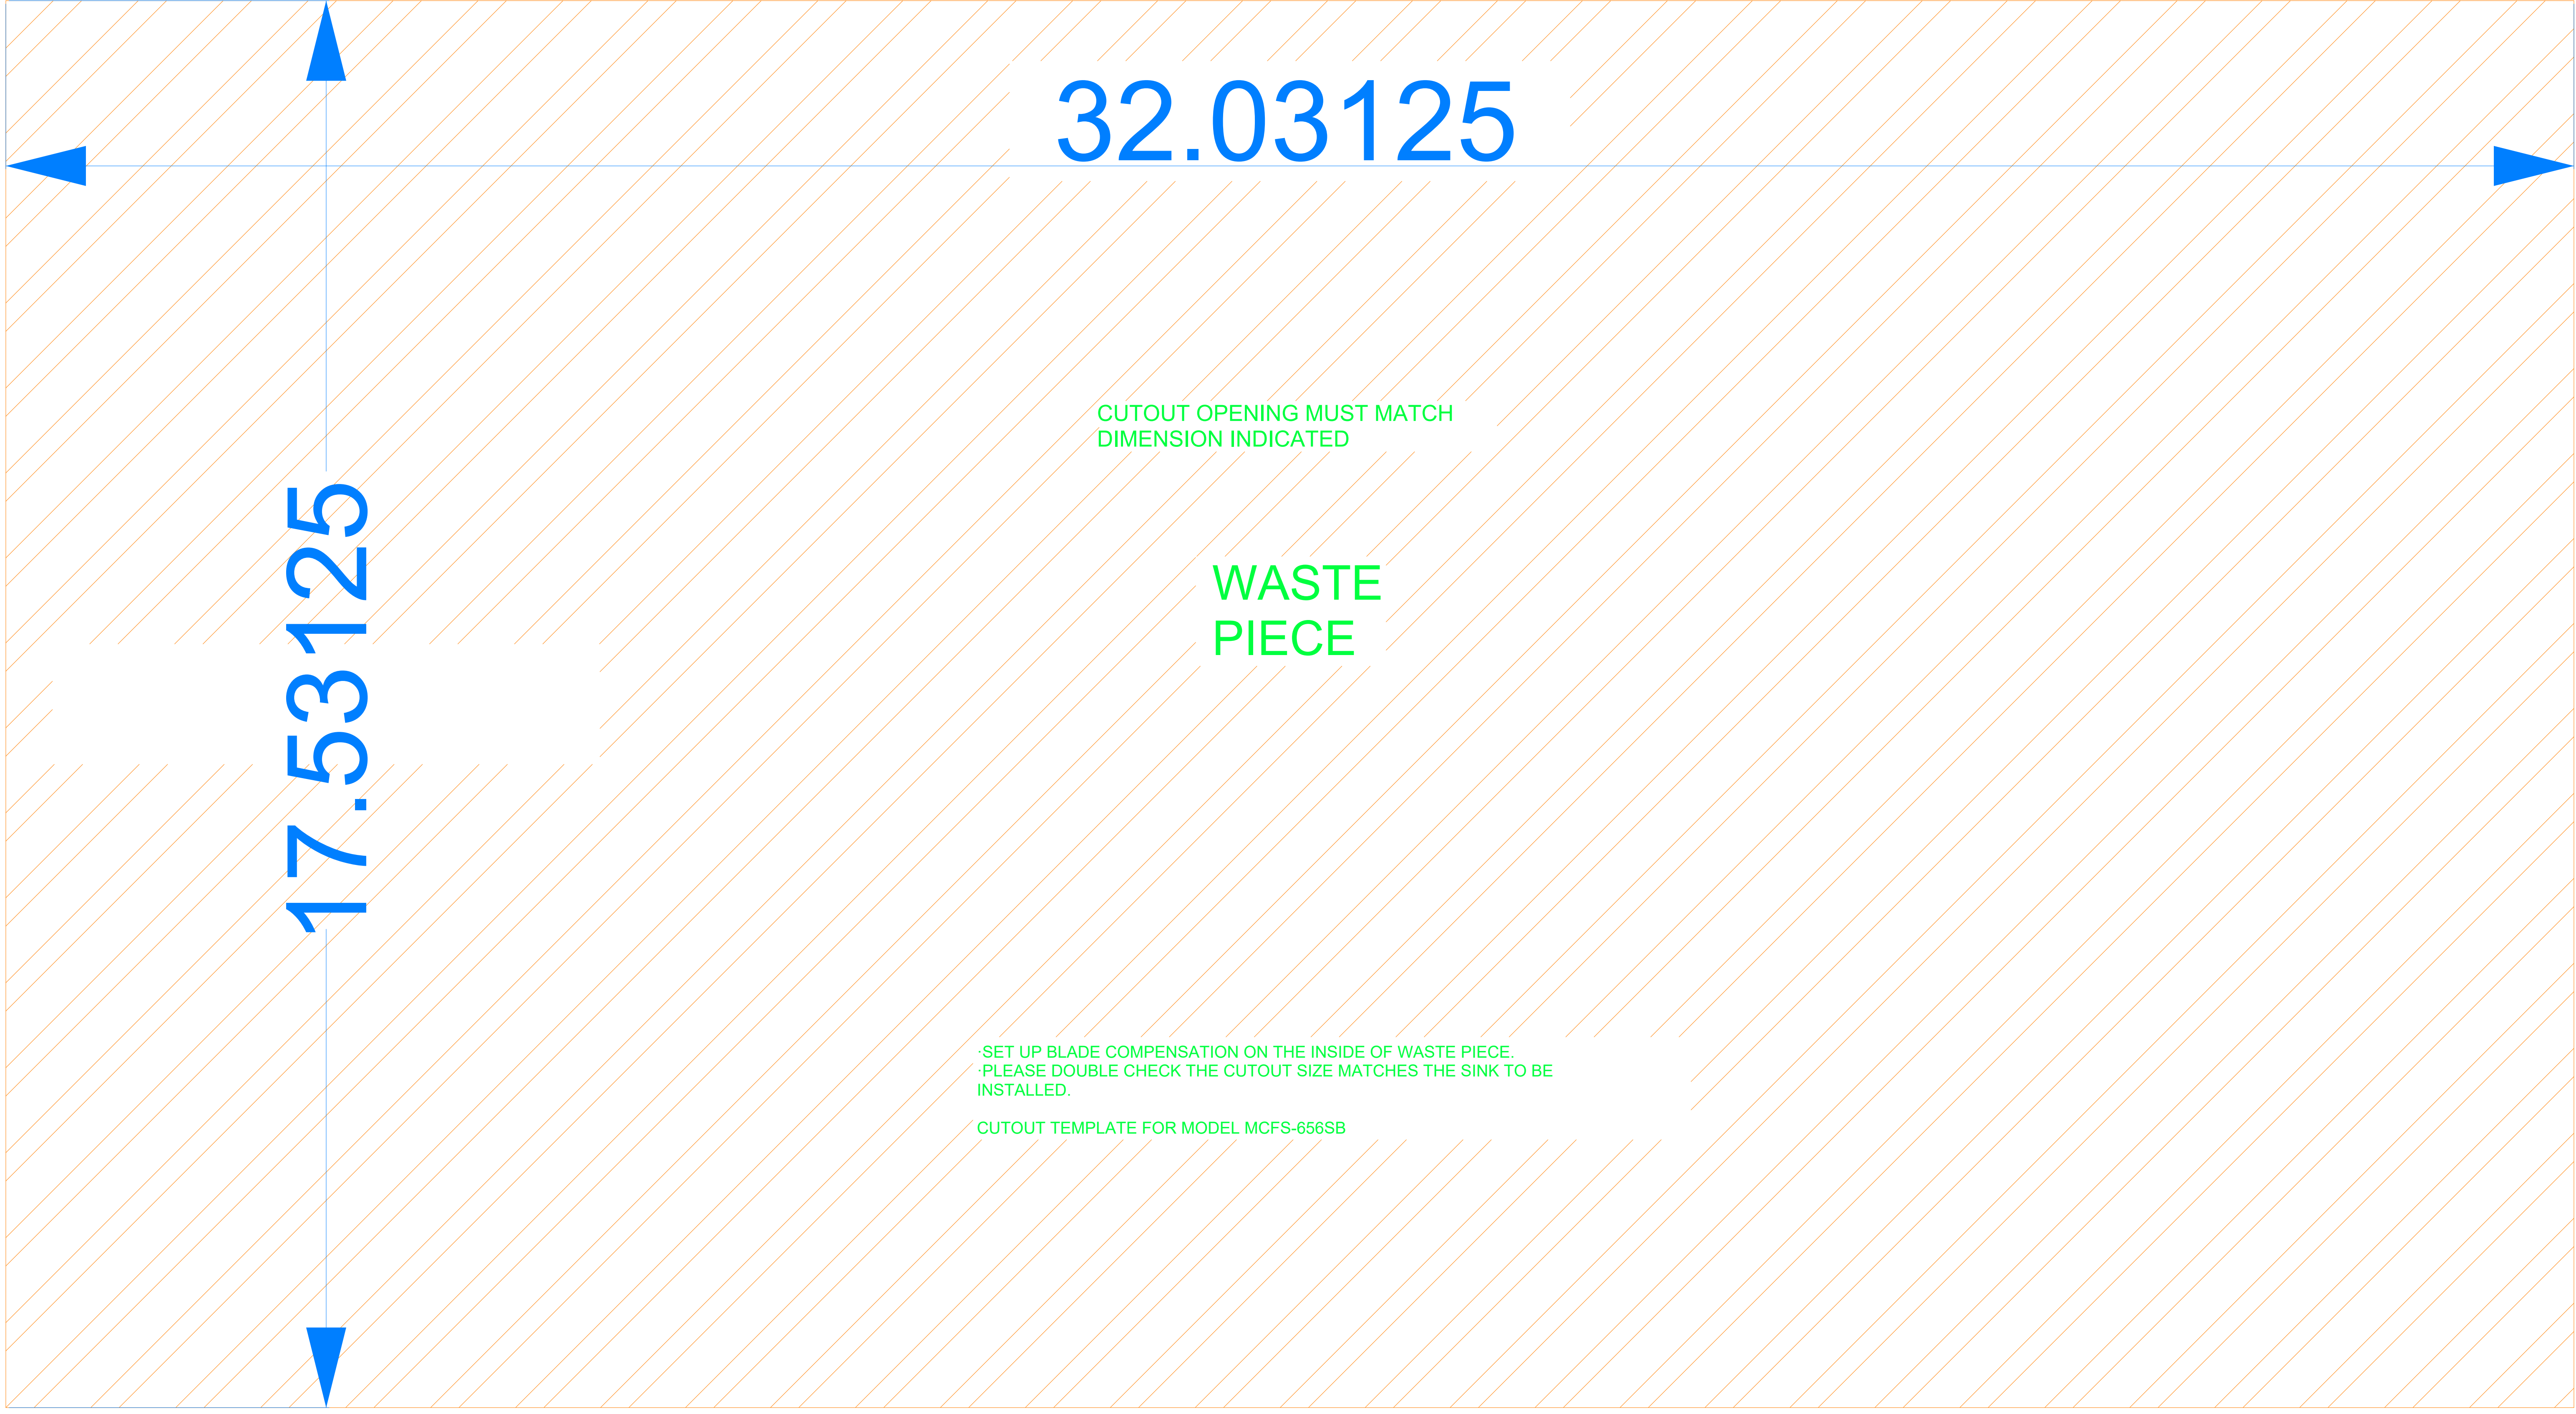 32.03125
CUTOUT OPENING MUST MATCH
DIMENSION INDICATED
17.53125
WASTE
PIECE
·SET UP BLADE COMPENSATION ON THE INSIDE OF WASTE PIECE.
·PLEASE DOUBLE CHECK THE CUTOUT SIZE MATCHES THE SINK TO BE
INSTALLED.
CUTOUT TEMPLATE FOR MODEL MCFS-656SB